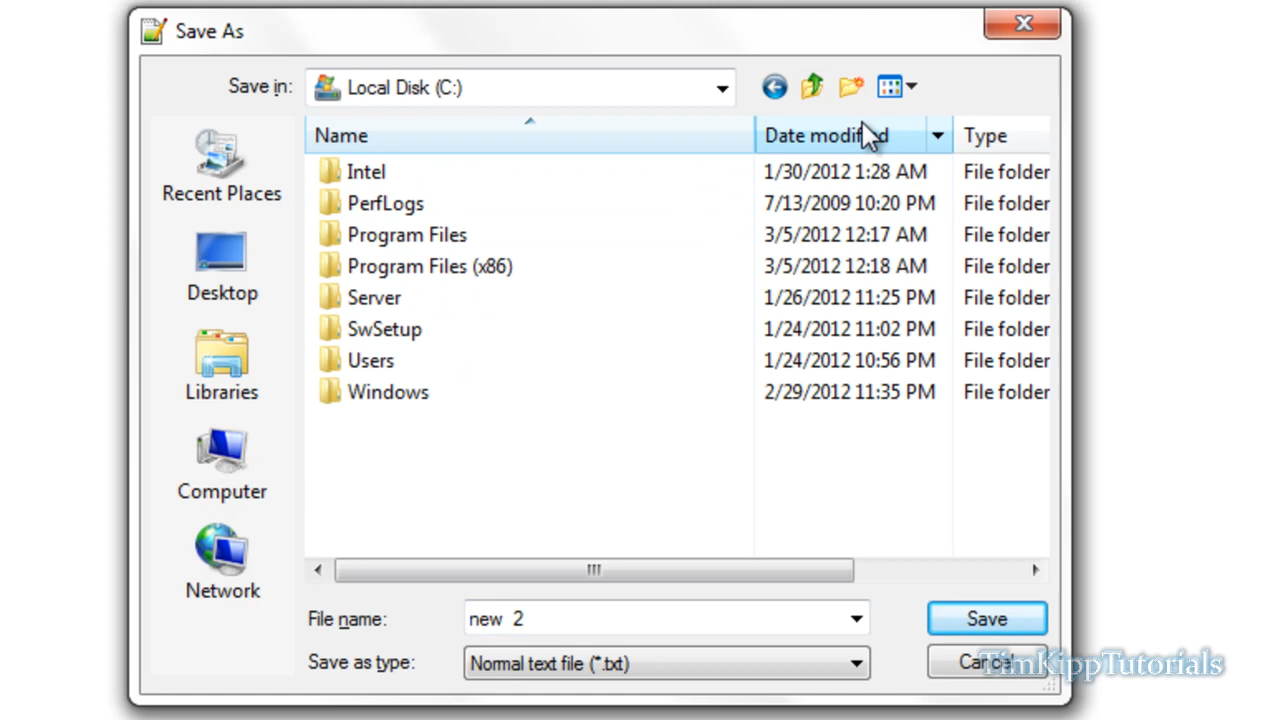 Save As
Save in: Local Disk (C:)
Name Date modified Type
Intel 1/30/2012 1:28 AM File folder
PerfLogs 7/13/2009 10:20 PM File folder
Program Files 3/5/2012 12:17 AM File folder
Program Files (x86) 3/5/2012 12:18 AM File folder
Server 1/26/2012 11:25 PM File folder
SwSetup 1/24/2012 11:02 PM File folder
Users 1/24/2012 10:56 PM File folder
Windows 2/29/2012 11:35 PM File folder
Recent Places
Desktop
Libraries
Computer
Network
File name: new 2 Save
Save as type: Normal text file (*.txt) Cancel
TimKippTutorials